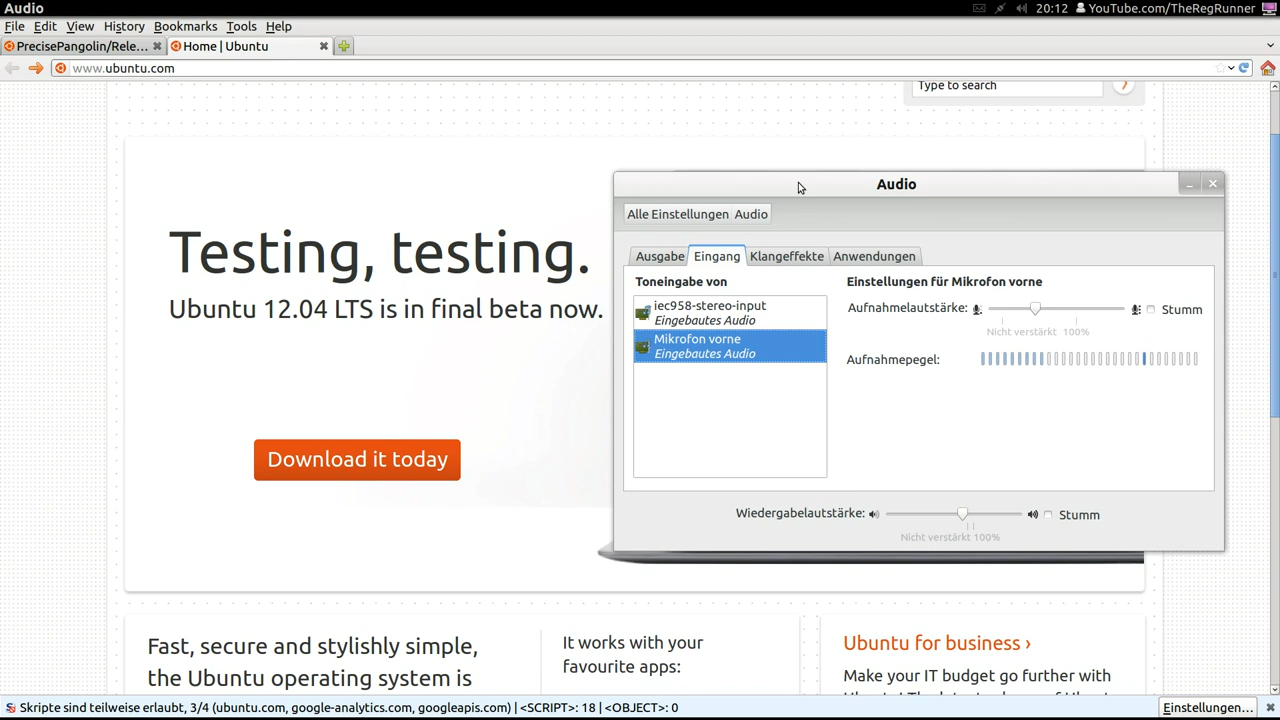 Audio
20:12 YouTube.com/TheRegRunner
File Edit View History Bookmarks Tools Help
PrecisePangolin/Rele...
Home | Ubuntu
www.ubuntu.com
Type to search
Testing, testing.
Ubuntu 12.04 LTS is in final beta now.
Download it today
Audio
Alle Einstellungen Audio
Ausgabe Eingang Klangeffekte Anwendungen
Toneingabe von
iec958-stereo-input
Eingebautes Audio
Mikrofon vorne
Eingebautes Audio
Einstellungen für Mikrofon vorne
Aufnahmelautstärke: Stumm
Nicht verstärkt 100%
Aufnahmepegel:
Wiedergabelautstärke: Stumm
Nicht verstärkt 100%
Fast, secure and stylishly simple,
the Ubuntu operating system is
It works with your
favourite apps:
Ubuntu for business ›
Make your IT budget go further with
Skripte sind teilweise erlaubt, 3/4 (ubuntu.com, google-analytics.com, googleapis.com) | <SCRIPT>: 18 | <OBJECT>: 0
Einstellungen...